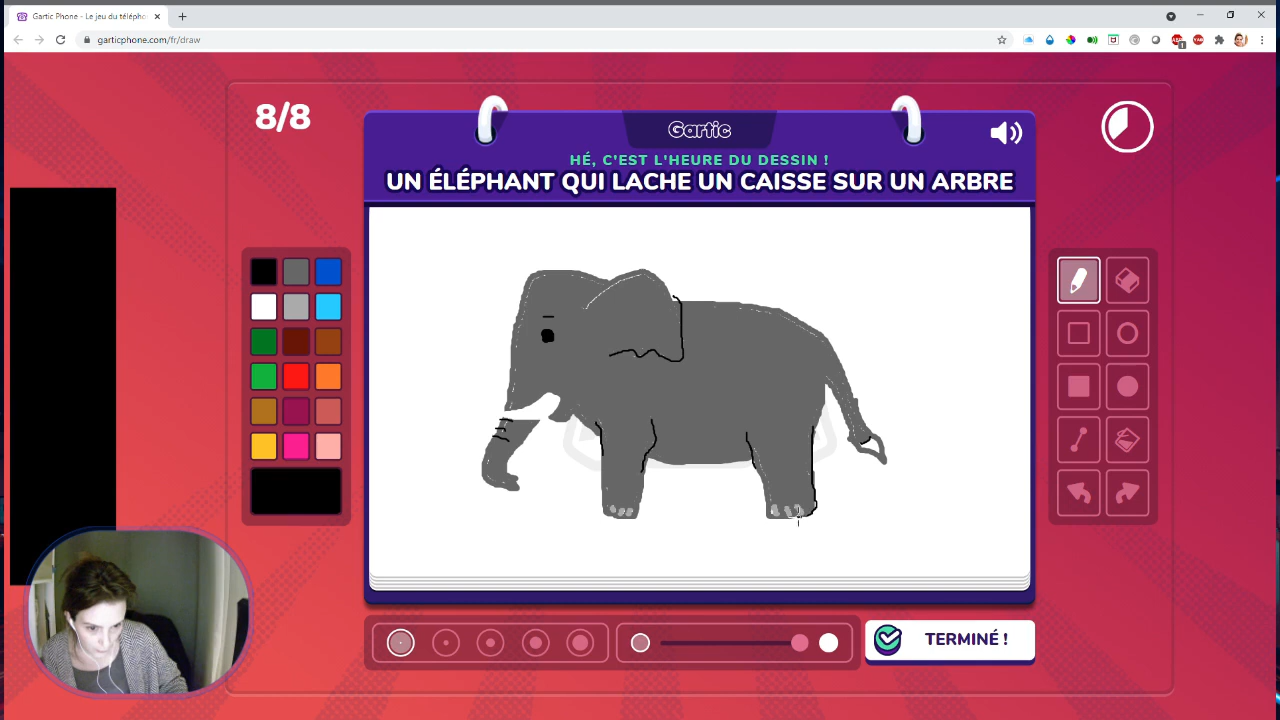 Gartic Phone - Le jeu du télépho
garticphone.com/fr/draw
8/8
Gartic
HÉ, C'EST L'HEURE DU DESSIN !
UN ÉLÉPHANT QUI LACHE UN CAISSE SUR UN ARBRE
TERMINÉ !